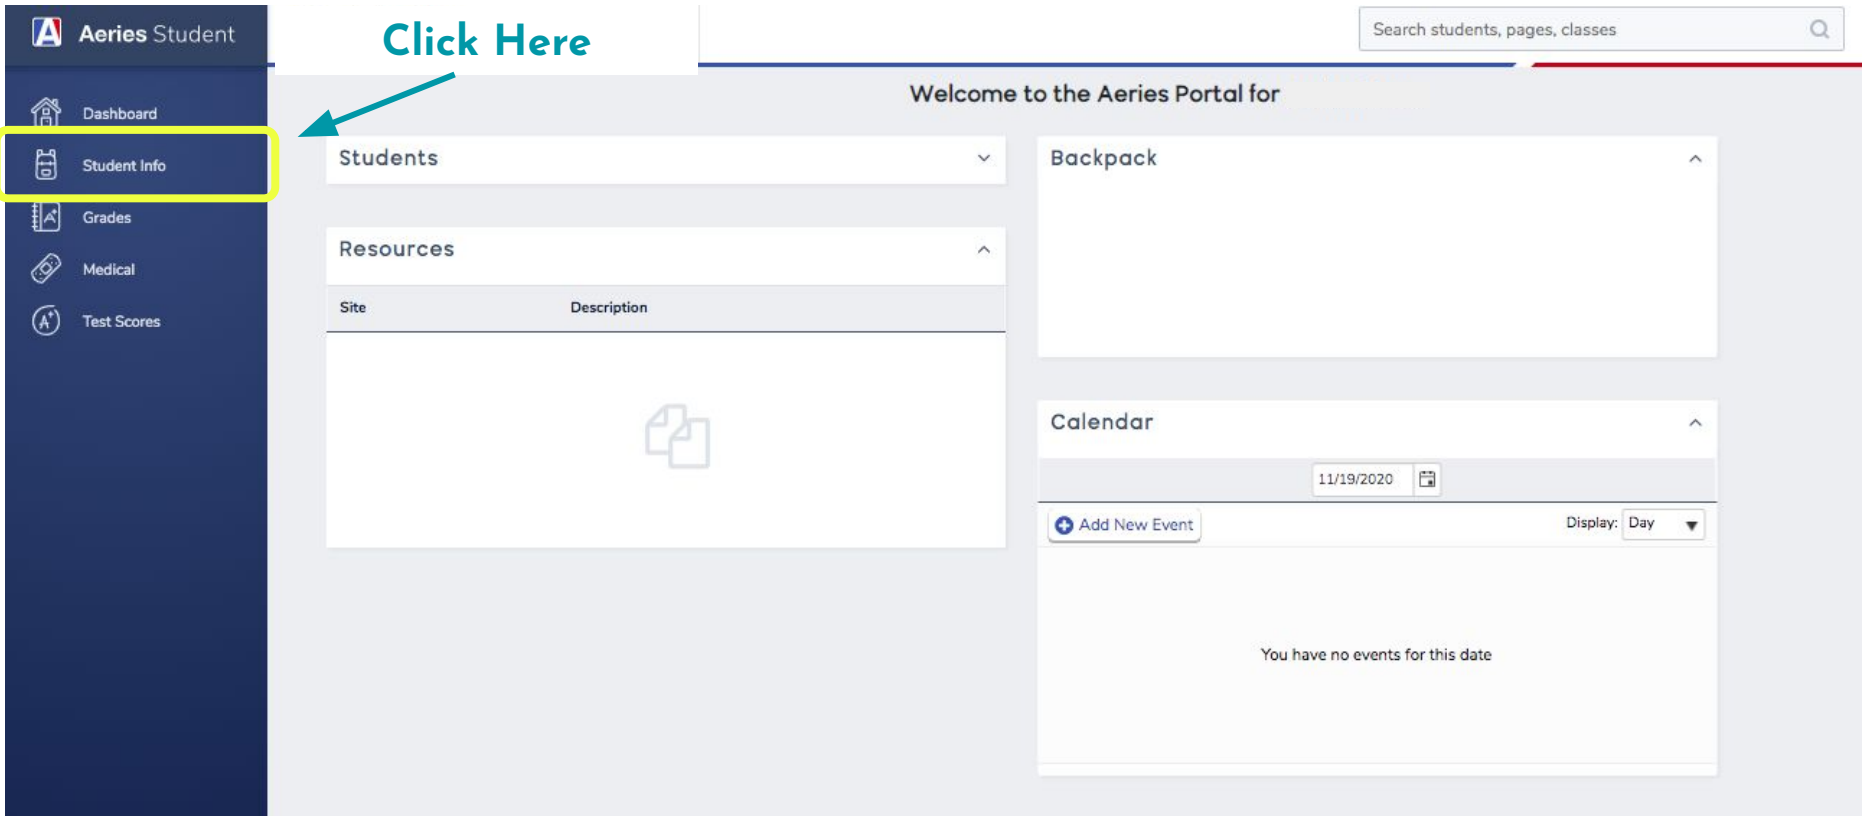 Aeries Student
Click Here
Search students, pages, classes
Welcome to the Aeries Portal for
Dashboard
Student Info
Grades
Medical
Test Scores
Students
Resources
Site Description
Backpack
Calendar
11/19/2020
Add New Event Display: Day
You have no events for this date